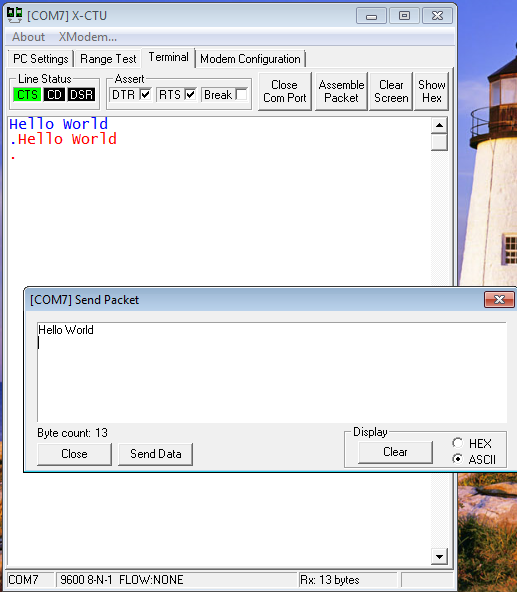 [COM7] X-CTU
About XModem...
PC Settings Range Test Terminal Modem Configuration
Line Status Assert
CTS CD DSR DTR RTS Break
Close Com Port Assemble Packet Clear Screen Show Hex
Hello World
.Hello World
.
[COM7] Send Packet
Hello World
Byte count: 13
Close Send Data
Display
Clear
HEX
ASCII
COM7 9600 8-N-1 FLOW:NONE Rx: 13 bytes